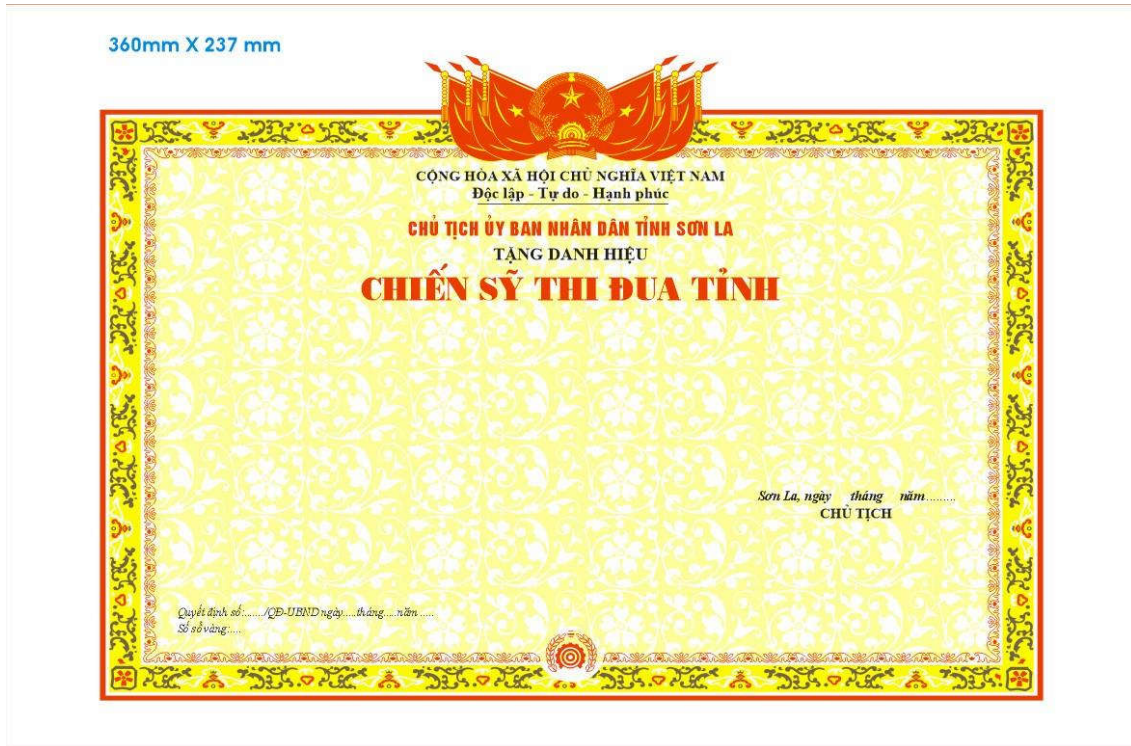 360mm X 237 mm
CỘNG HÒA XÃ HỘI CHỦ NGHĨA VIỆT NAM
Độc lập - Tự do - Hạnh phúc
CHỦ TỊCH ỦY BAN NHÂN DÂN TỈNH SƠN LA
TẶNG DANH HIỆU
CHIẾN SỸ THI ĐUA TỈNH
Sơn La, ngày tháng năm.........
CHỦ TỊCH
Quyết định số:......./QĐ-UBND ngày.....tháng.....năm .....
Số sổ vàng:....